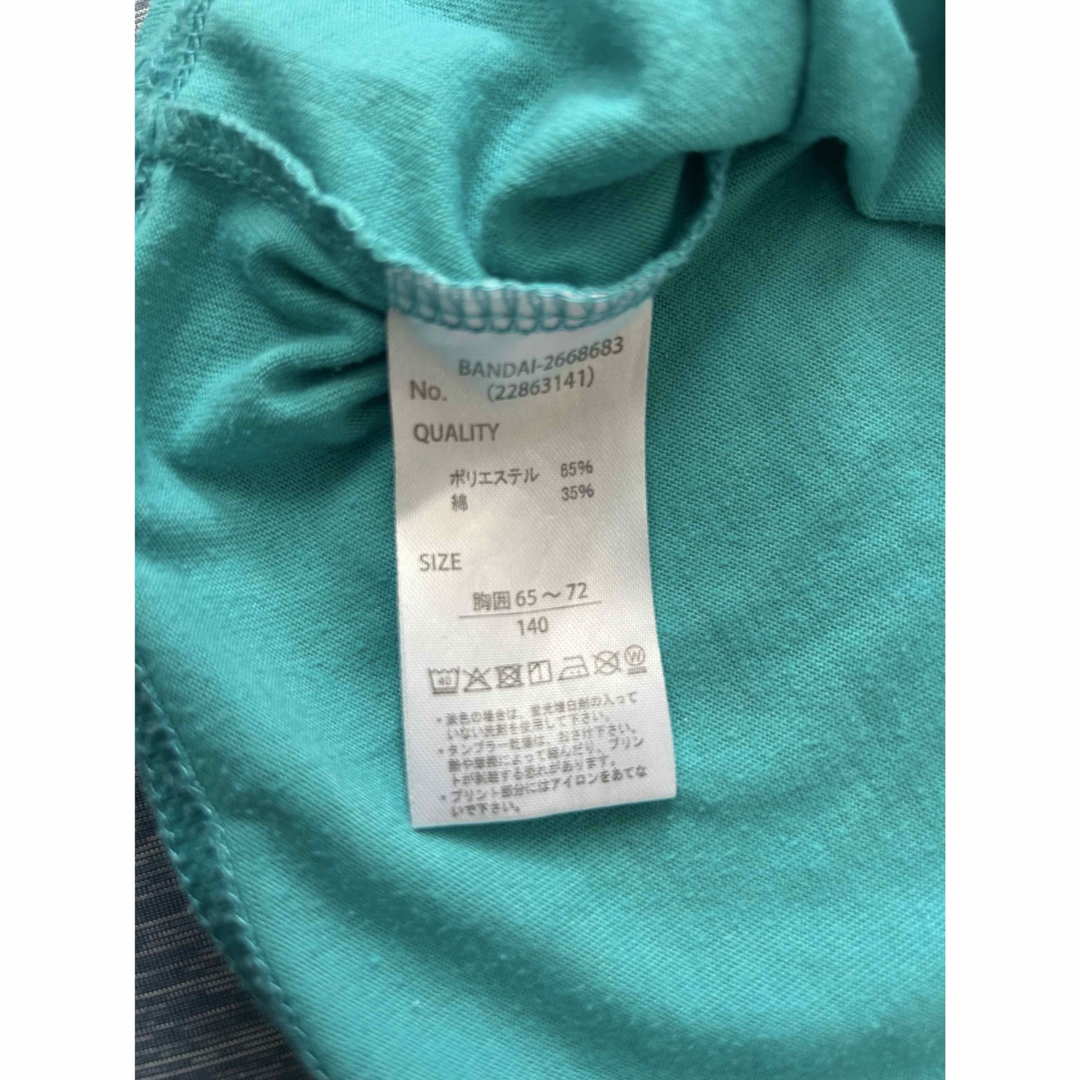 BANDAI-2668683
No. (22863141)
QUALITY
ポリエステル 65%
綿 35%
SIZE
胸囲65～72
140
40 W
・淡色の場合は、蛍光増白剤の入って
いない洗剤を使用して下さい。
・タンブラー乾燥は、おさけ下さい。
熱や摩擦によって縮んだり、プリン
トが剥離する恐れがあります。
・プリント部分にはアイロンをあてな
いで下さい。